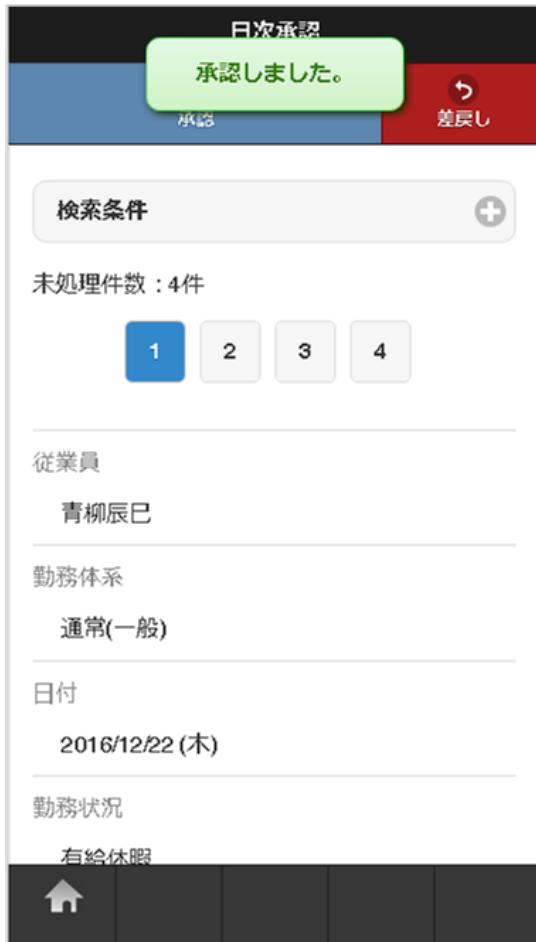 日次承認
承認しました。
承認
差戻し
検索条件
未処理件数：4件
1 2 3 4
従業員
青柳辰巳
勤務体系
通常(一般)
日付
2016/12/22 (木)
勤務状況
有給休暇